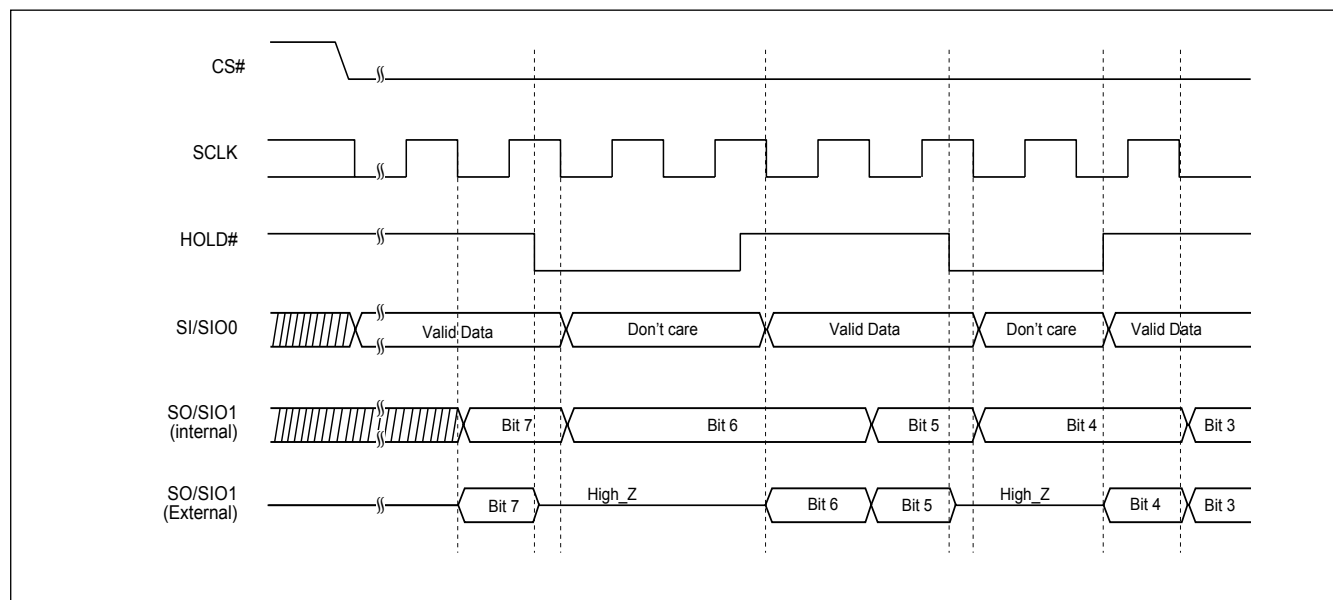 CS#
SCLK
HOLD#
SI/SIO0
Valid Data
Don't care
Valid Data
Don't care
Valid Data
SO/SIO1
(internal)
Bit 7
Bit 6
Bit 5
Bit 4
Bit 3
SO/SIO1
(External)
Bit 7
High_Z
Bit 6
Bit 5
High_Z
Bit 4
Bit 3